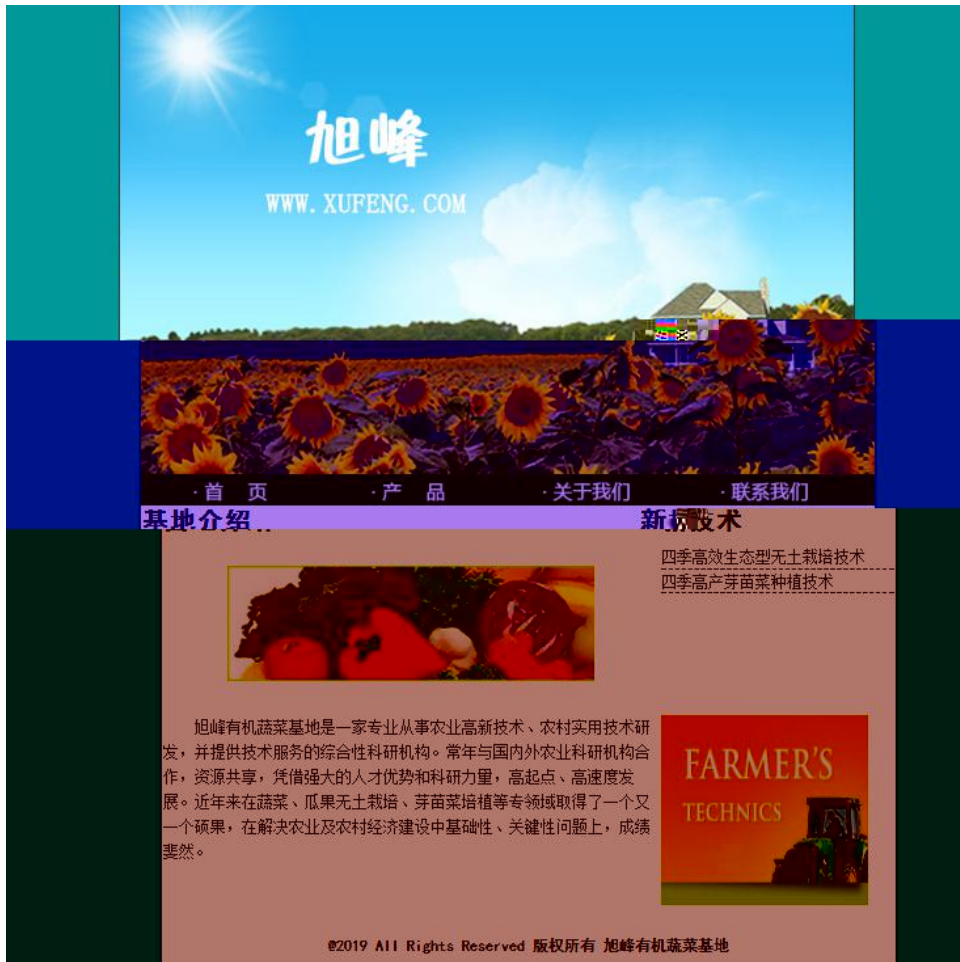 旭峰
WWW. XUFENG. COM
·首 页 ·产 品 ·关于我们 ·联系我们
基地介绍
新 技术
四季高效生态型无土栽培技术
四季高产芽苗菜种植技术
旭峰有机蔬菜基地是一家专业从事农业高新技术、农村实用技术研
发，并提供技术服务的综合性科研机构。常年与国内外农业科研机构合
作，资源共享，凭借强大的人才优势和科研力量，高起点、高速度发
展。近年来在蔬菜、瓜果无土栽培、芽苗菜培植等专领域取得了一个又
一个硕果，在解决农业及农村经济建设中基础性、关键性问题上，成绩
斐然。
FARMER'S
TECHNICS
@2019 All Rights Reserved 版权所有 旭峰有机蔬菜基地